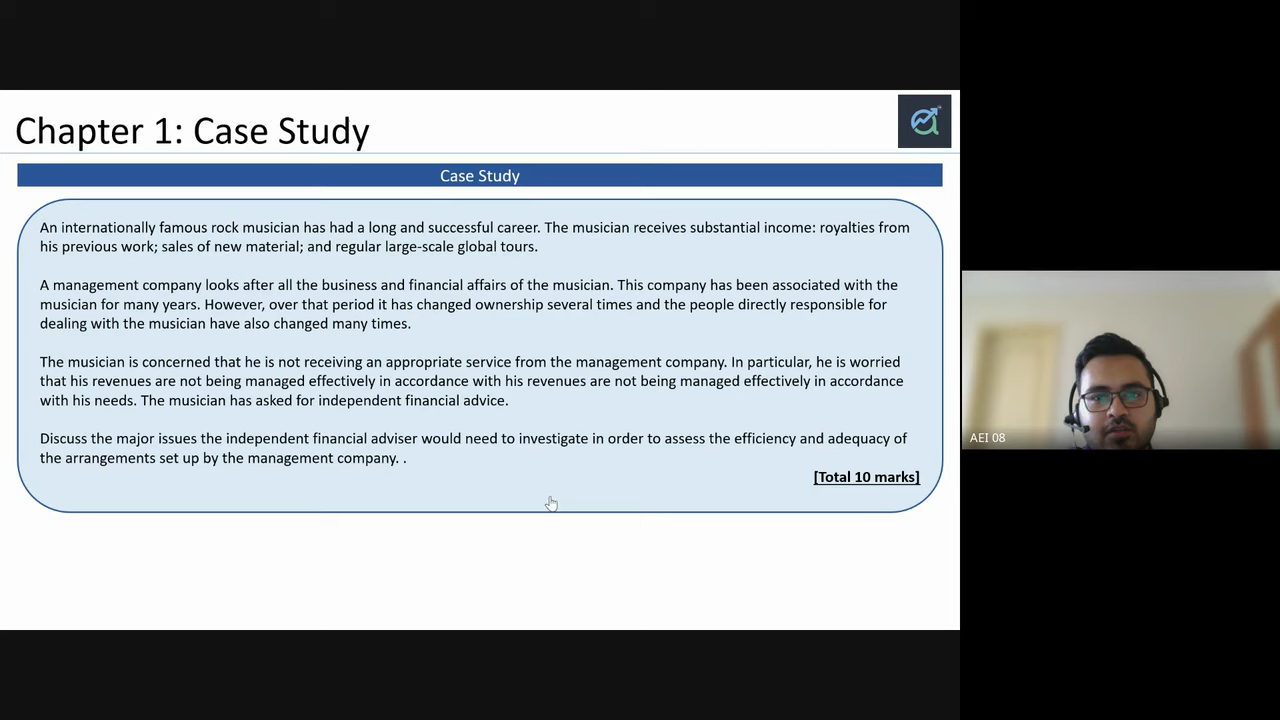 Chapter 1: Case Study
Case Study
An internationally famous rock musician has had a long and successful career. The musician receives substantial income: royalties from
his previous work; sales of new material; and regular large-scale global tours.
A management company looks after all the business and financial affairs of the musician. This company has been associated with the
musician for many years. However, over that period it has changed ownership several times and the people directly responsible for
dealing with the musician have also changed many times.
The musician is concerned that he is not receiving an appropriate service from the management company. In particular, he is worried
that his revenues are not being managed effectively in accordance with his revenues are not being managed effectively in accordance
with his needs. The musician has asked for independent financial advice.
Discuss the major issues the independent financial adviser would need to investigate in order to assess the efficiency and adequacy of
the arrangements set up by the management company. .
[Total 10 marks]
AEI 08